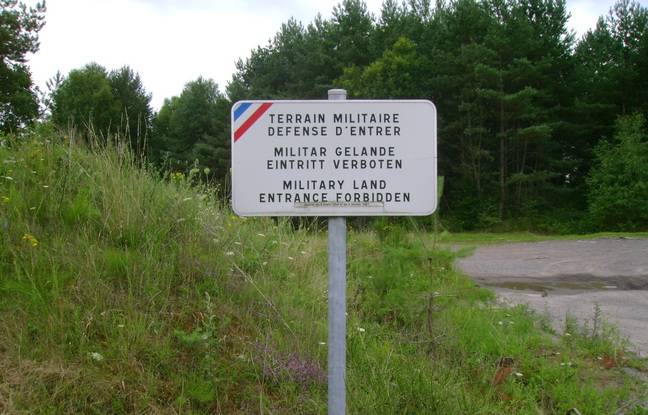 TERRAIN MILITAIRE
DEFENSE D'ENTRER
MILITAR GELANDE
EINTRITT VERBOTEN
MILITARY LAND
ENTRANCE FORBIDDEN